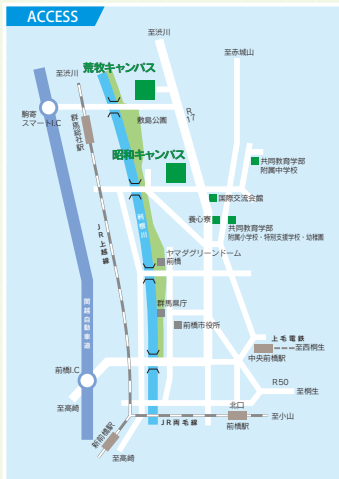 ACCESS
至渋川
至赤城山
荒牧キャンパス
至渋川
駒寄
スマートI.C
群馬総社駅
敷島公園
R17
昭和キャンパス
共同教育学部
附属中学校
国際交流会館
養心寮
共同教育学部
附属小学校・特別支援学校・幼稚園
利根川
JR上越線
ヤマダグリーンドーム
前橋
関越自動車道
群馬県庁
前橋市役所
上毛電鉄
至西桐生
中央前橋駅
前橋I.C
R50
至桐生
至高崎
北口
前橋駅
至小山
JR両毛線
新前橋駅
至高崎